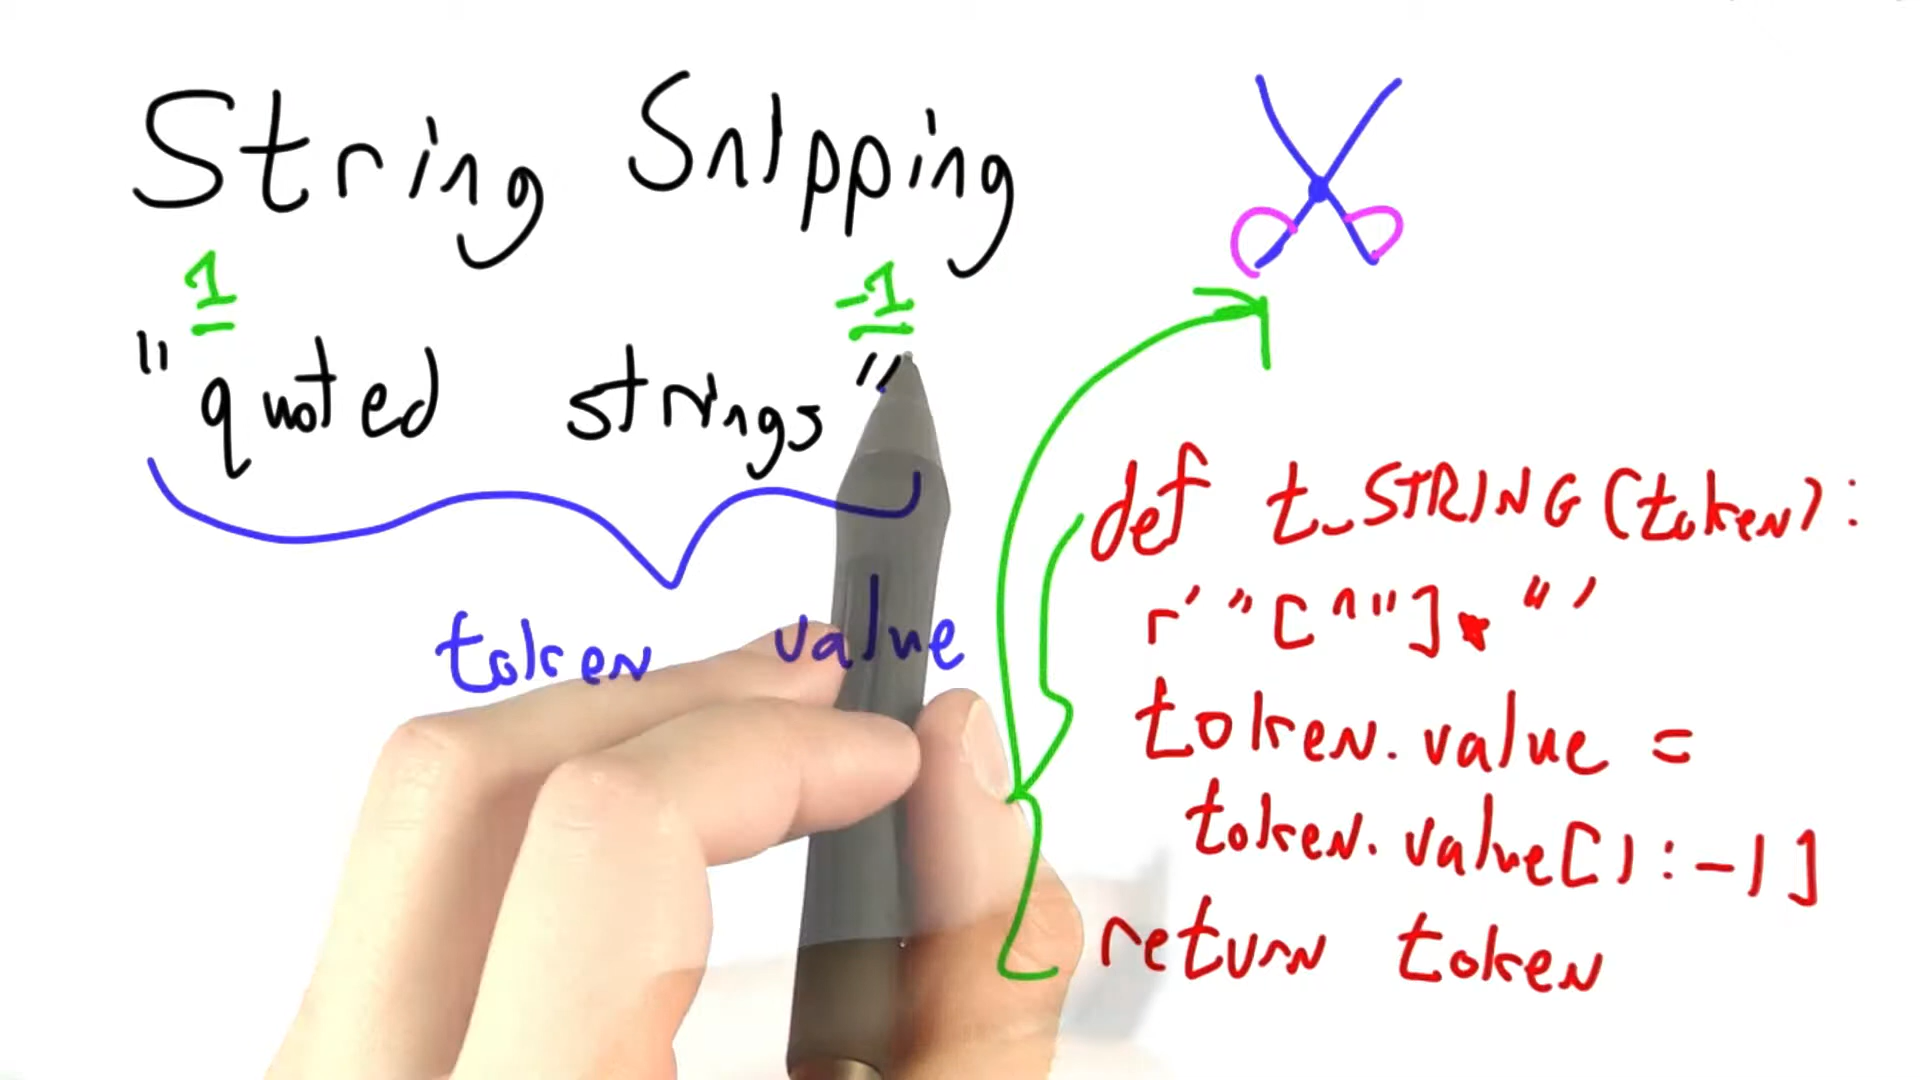 String Snipping
1 -1
"quoted strings"
token value
def t_STRING(token):
r'"[^"]*"'
token.value =
token.value[1:-1]
return token